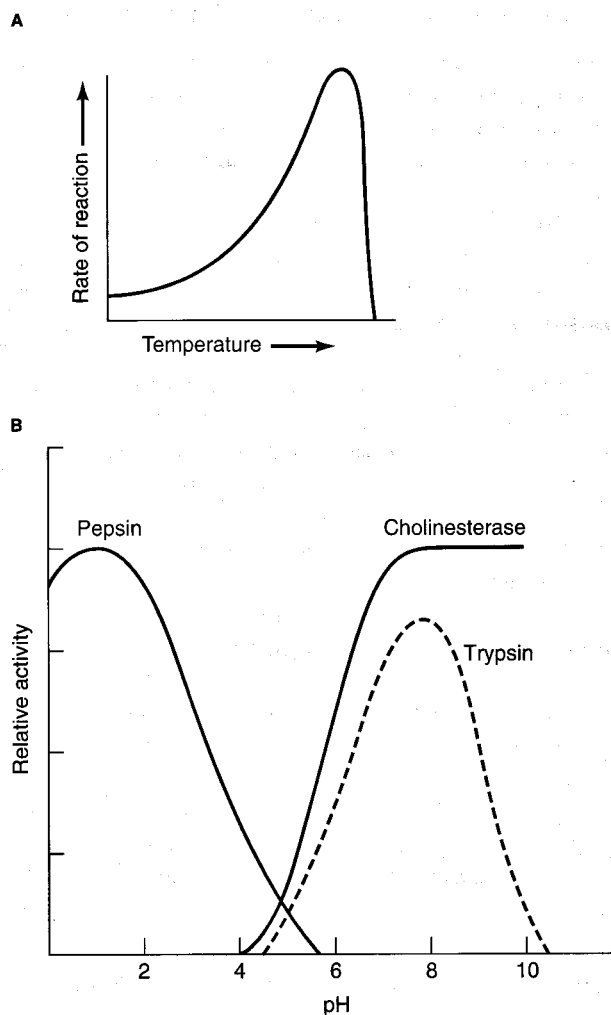 A
Rate of reaction
Temperature
B
Pepsin
Cholinesterase
Trypsin
Relative activity
2
4
6
8
10
pH